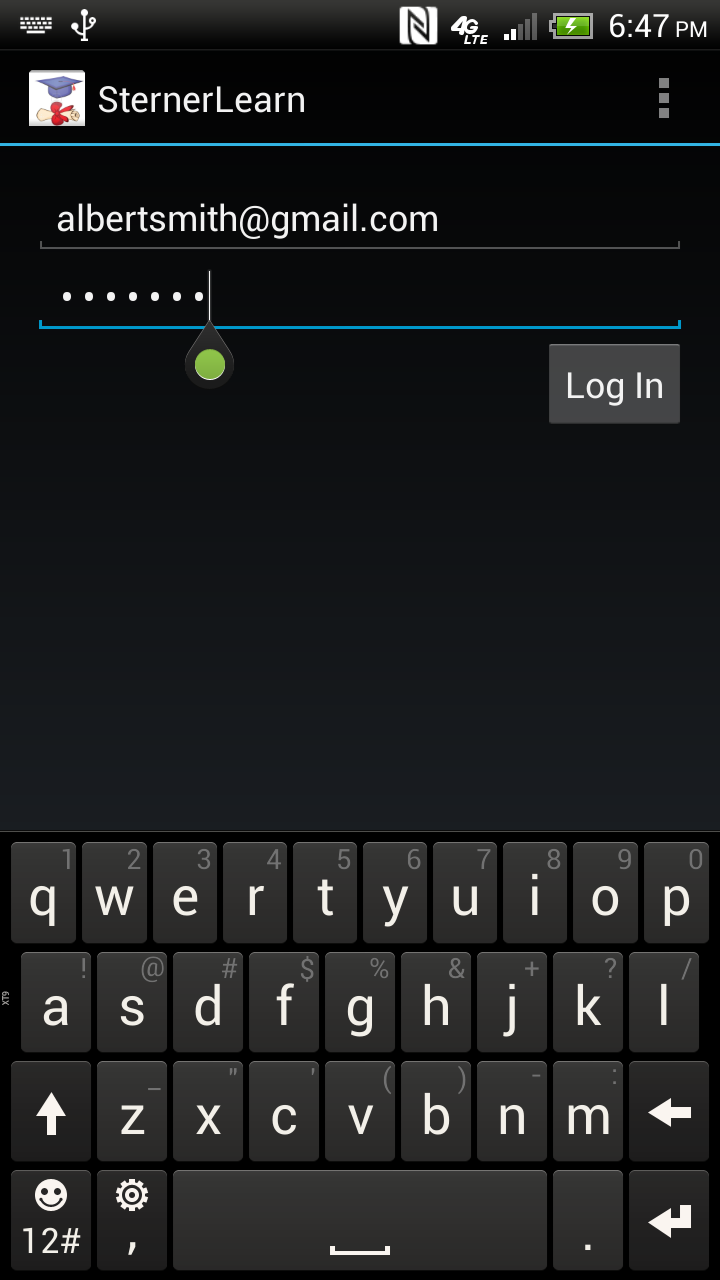 4G LTE 6:47 PM
SternerLearn
albertsmith@gmail.com
•••••••
Log In
1 2 3 4 5 6 7 8 9 0
q w e r t y u i o p
! @ # $ % & + ? /
XT9 a s d f g h j k l
_ " ' ( ) - :
z x c v b n m
12# , .